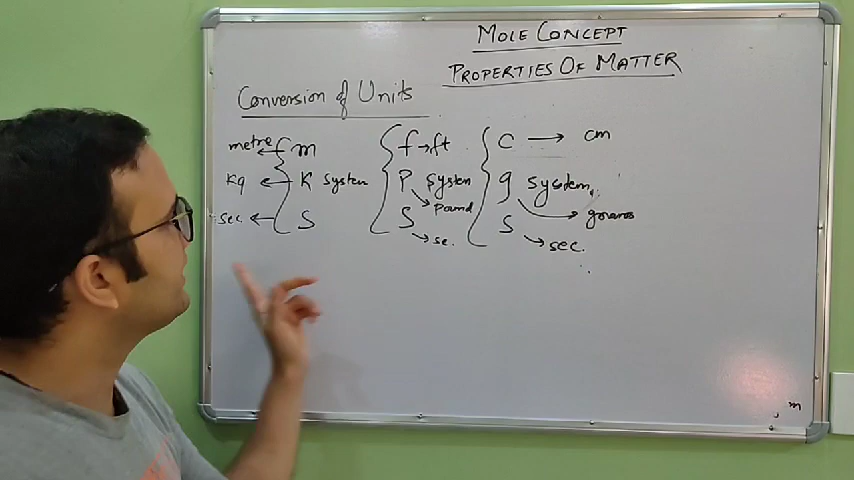 MOLE CONCEPT
PROPERTIES OF MATTER
Conversion of Units
metre ← { m
Kg ← K System
sec. ← S
{ f → ft
P System
→ Pound
S
→ se.
{ C → cm
g System
→ grams
S
→ sec.
m